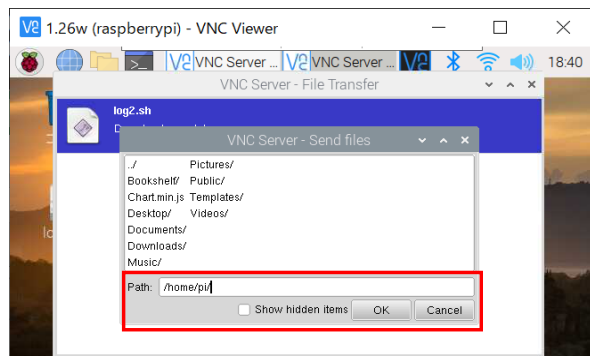 1.26w (raspberrypi) - VNC Viewer
VNC Server ... VNC Server ... 18:40
VNC Server - File Transfer
log2.sh
VNC Server - Send files
../ Pictures/
Bookshelf/ Public/
Chart.min.js Templates/
Desktop/ Videos/
Documents/
Downloads/
Music/
Path: /home/pi/
Show hidden items OK Cancel